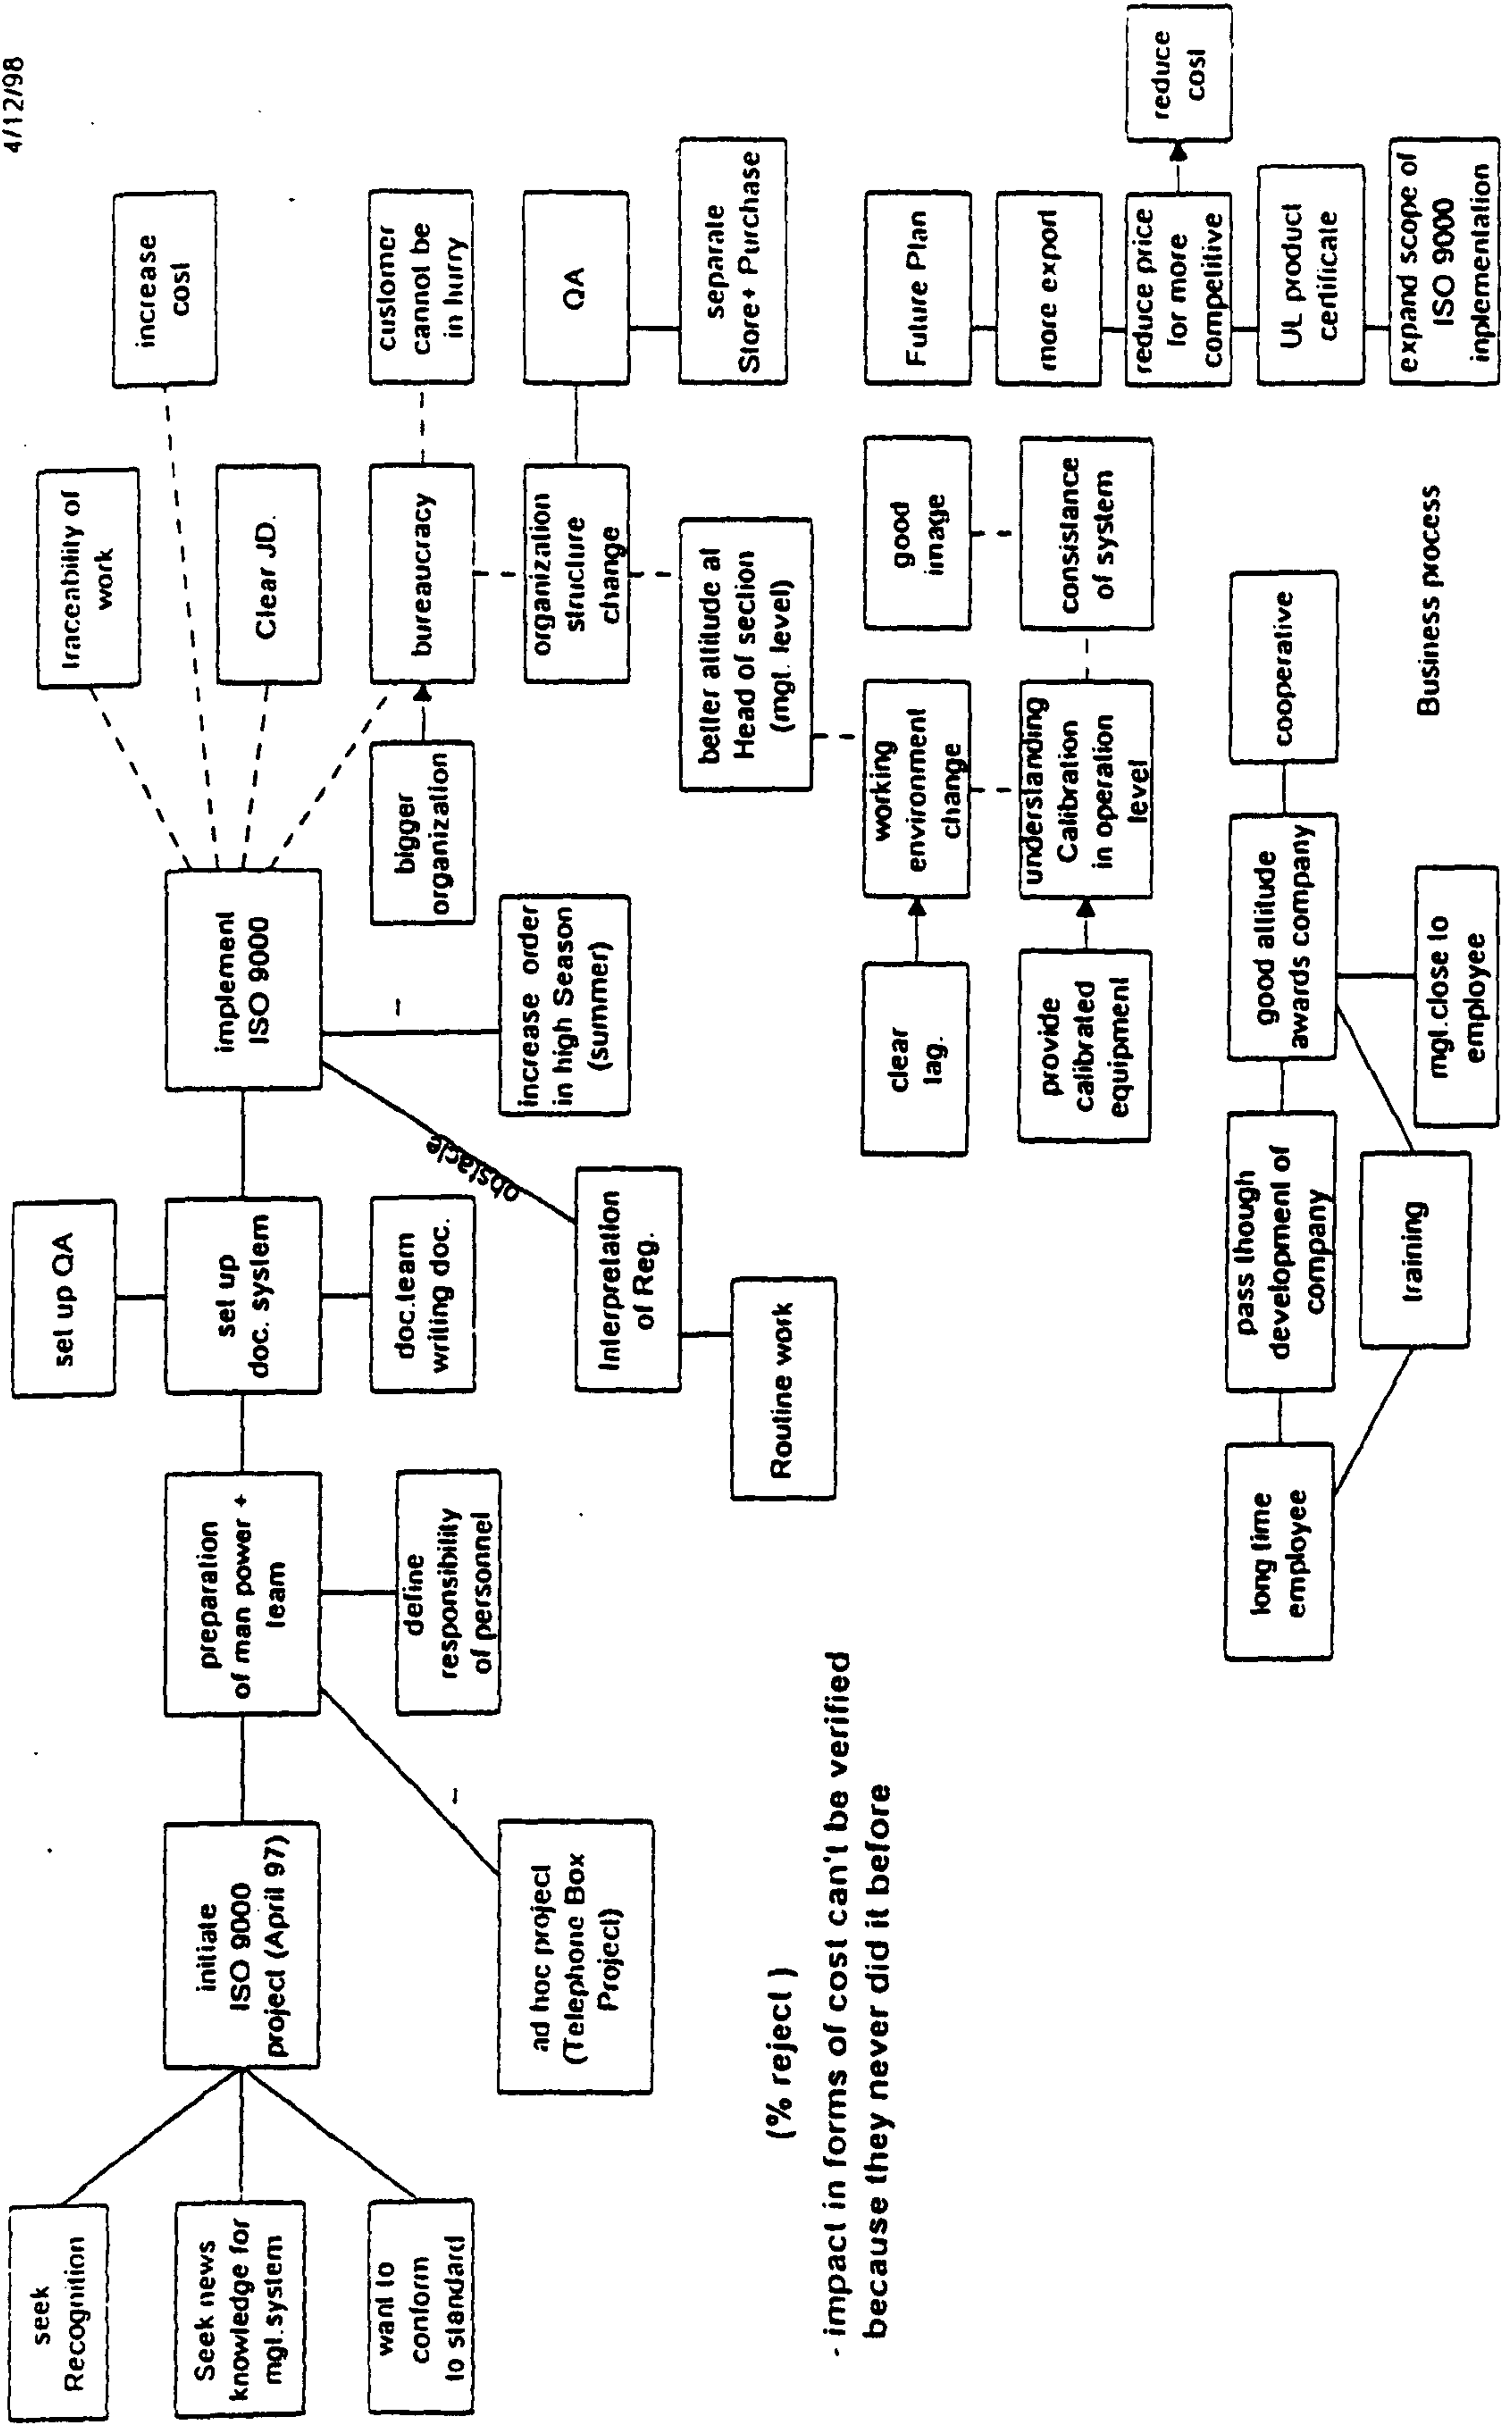 4/12/98
seek
Recognition
Seek news
knowledge for
mgt.system
want to
conform
to standard
initiate
ISO 9000
project (April 97)
ad hoc project
(Telephone Box
Project)
preparation
of man power +
team
define
responsibility
of personnel
set up QA
set up
doc. system
doc.team
writing doc.
implement
ISO 9000
obstacle
Interpretation
of Reg.
Routine work
increase order
in high Season
(summer)
traceability of
work
increase
cost
Clear JD.
bigger
organization
bureaucracy
customer
cannot be
in hurry
organization
structure
change
QA
separate
Store+ Purchase
better attitude at
Head of section
(mgt. level)
clear
tag.
working
environment
change
good
image
provide
calibrated
equipment
understanding
Calibration
in operation
level
consistance
of system
Future Plan
more export
reduce price
for more
competitive
reduce
cost
UL product
certificate
expand scope of
ISO 9000
inplementation
(% reject )
- impact in forms of cost can't be verified
because they never did it before
long time
employee
pass though
development of
company
good attitude
awards company
cooperative
training
mgt.close to
employee
Business process